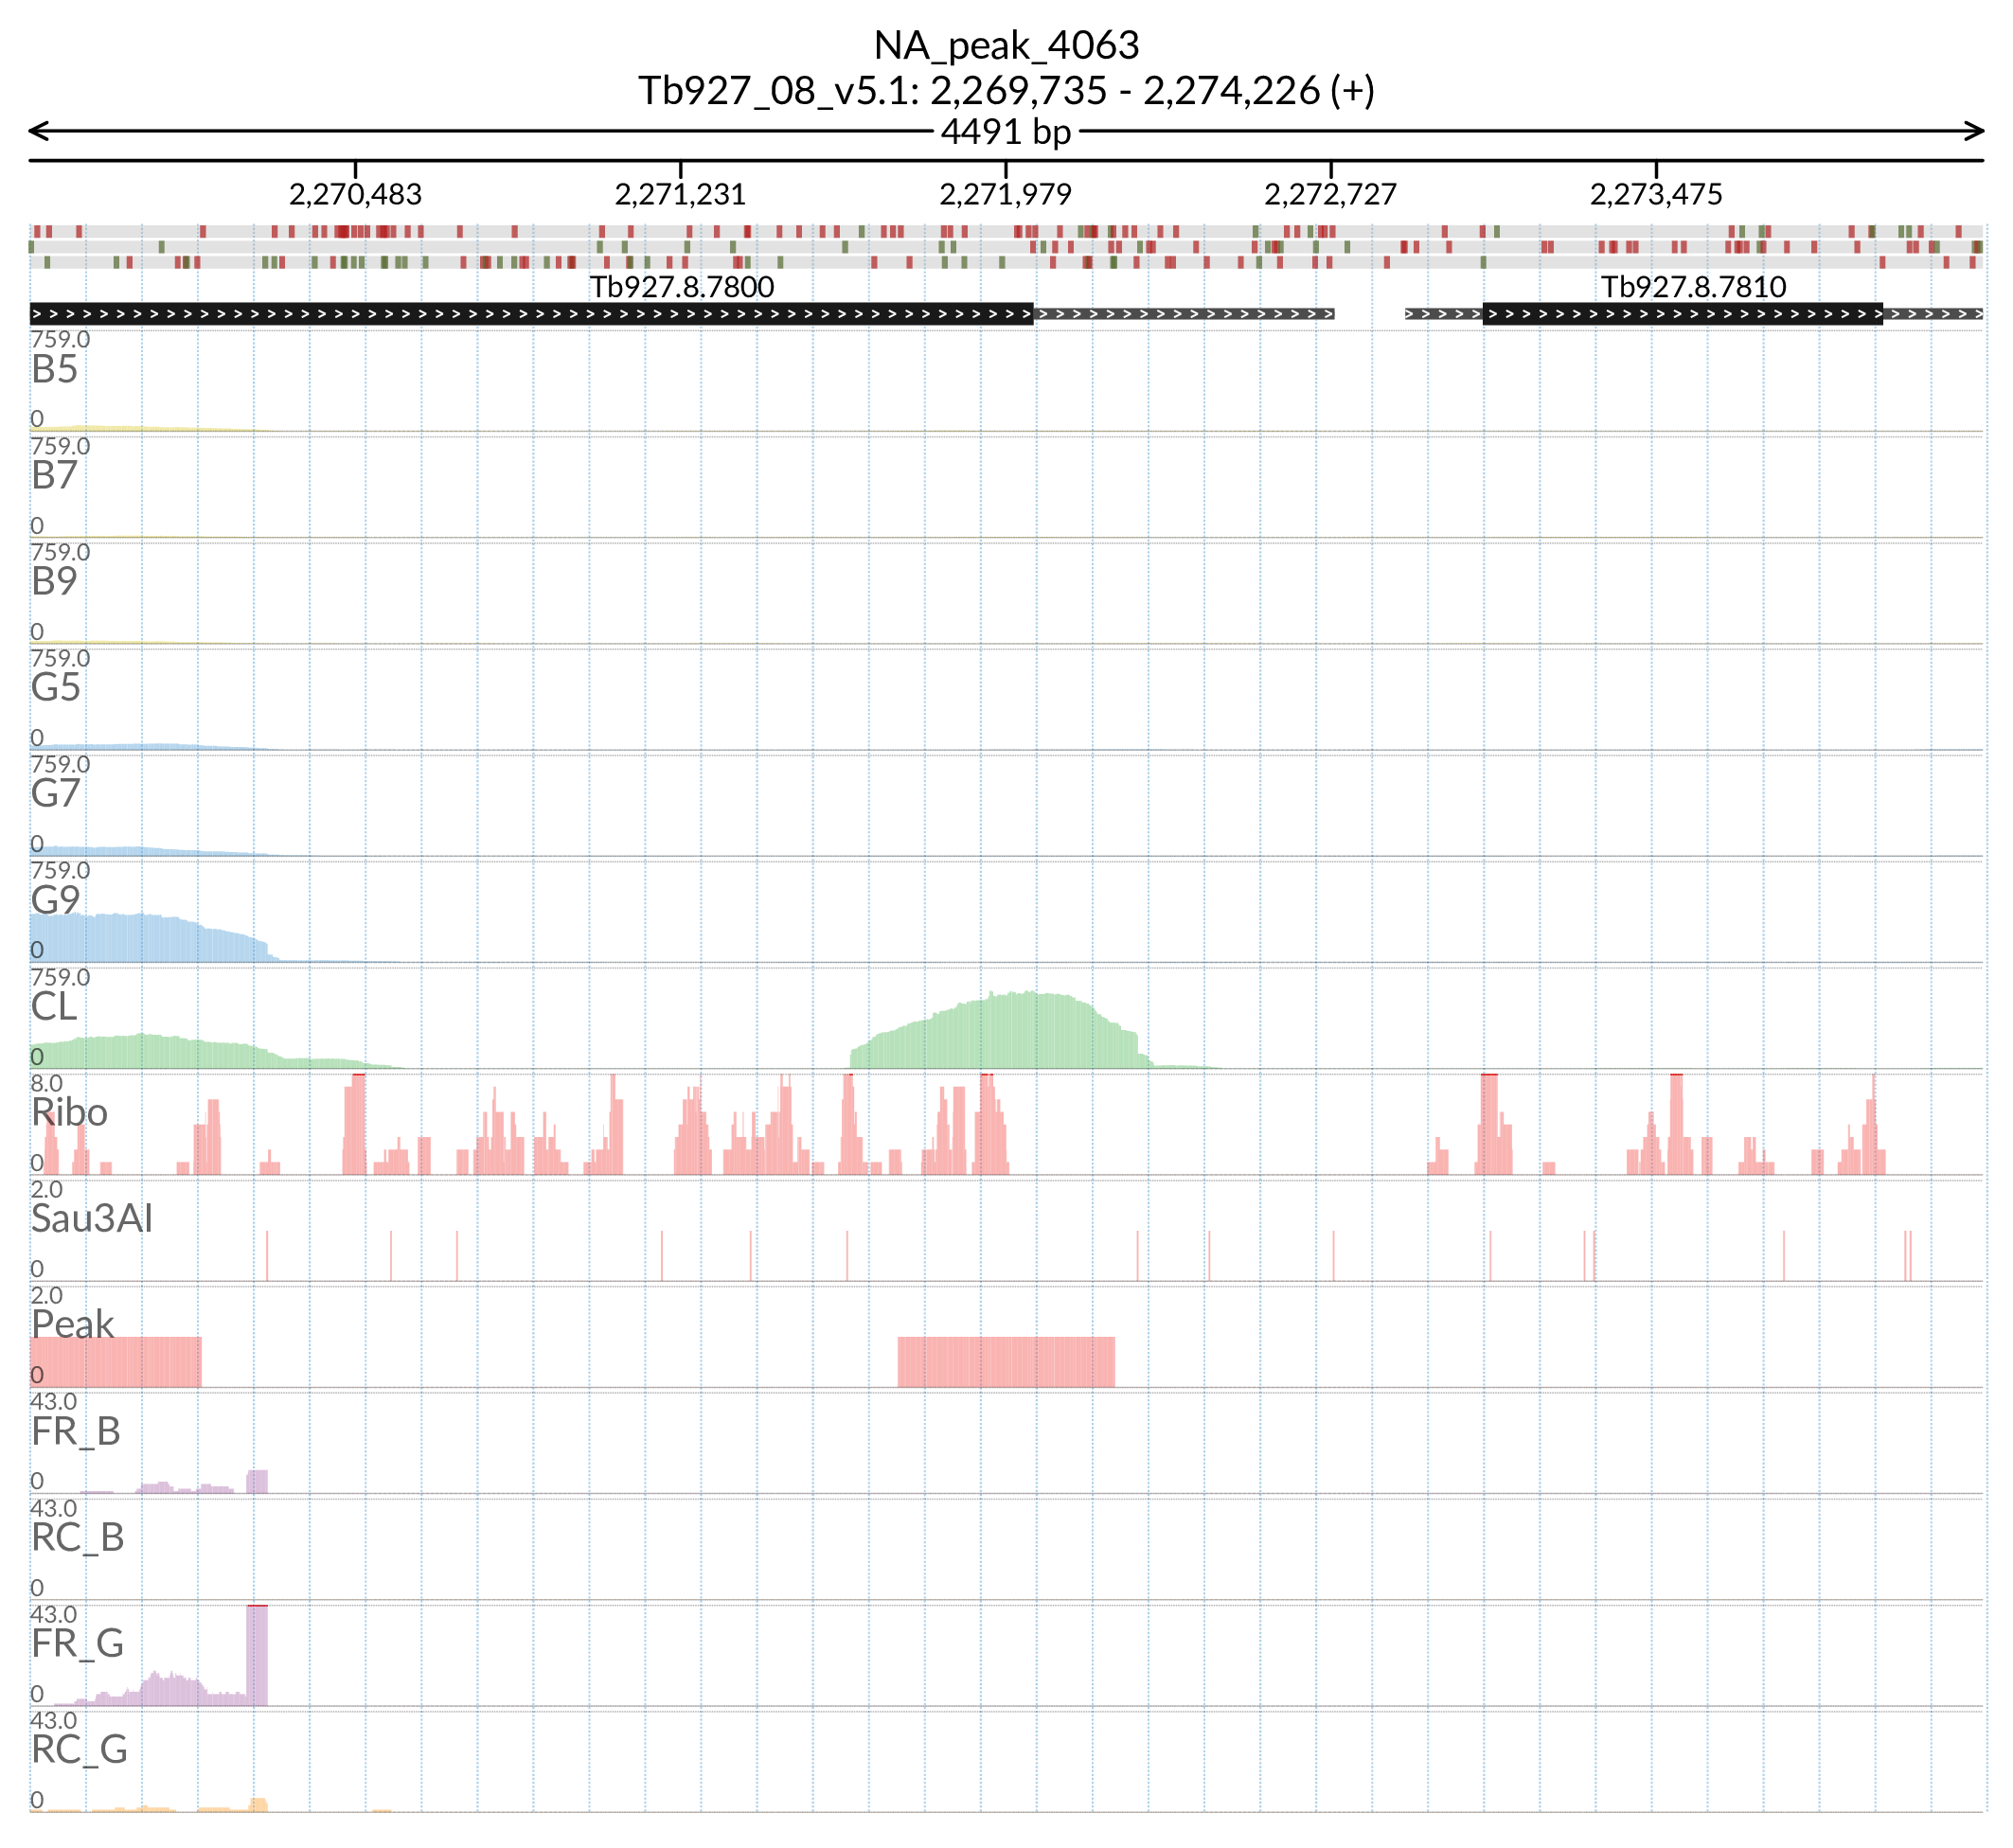 NA_peak_4063
Tb927_08_v5.1: 2,269,735 - 2,274,226 (+)
4491 bp
2,270,483 2,271,231 2,271,979 2,272,727 2,273,475
Tb927.8.7800 Tb927.8.7810
759.0
B5
0
759.0
B7
0
759.0
B9
0
759.0
G5
0
759.0
G7
0
759.0
G9
0
759.0
CL
0
8.0
Ribo
0
2.0
Sau3AI
0
2.0
Peak
0
43.0
FR_B
0
43.0
RC_B
0
43.0
FR_G
0
43.0
RC_G
0